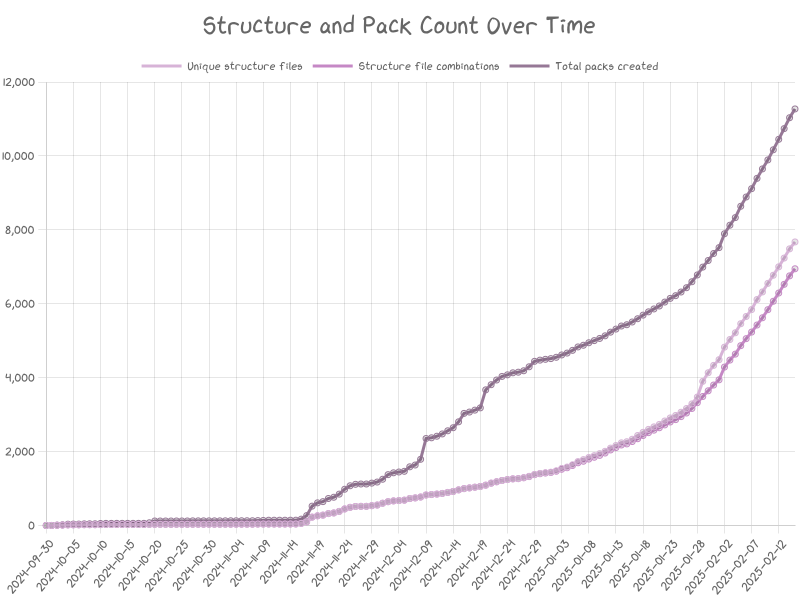 Structure and Pack Count Over Time
Unique structure files Structure file combinations Total packs created
12,000
10,000
8,000
6,000
4,000
2,000
0
2024-09-30 2024-10-05 2024-10-10 2024-10-15 2024-10-20 2024-10-25 2024-10-30 2024-11-04 2024-11-09 2024-11-14 2024-11-19 2024-11-24 2024-11-29 2024-12-04 2024-12-09 2024-12-14 2024-12-19 2024-12-24 2024-12-29 2025-01-03 2025-01-08 2025-01-13 2025-01-18 2025-01-23 2025-01-28 2025-02-02 2025-02-07 2025-02-12